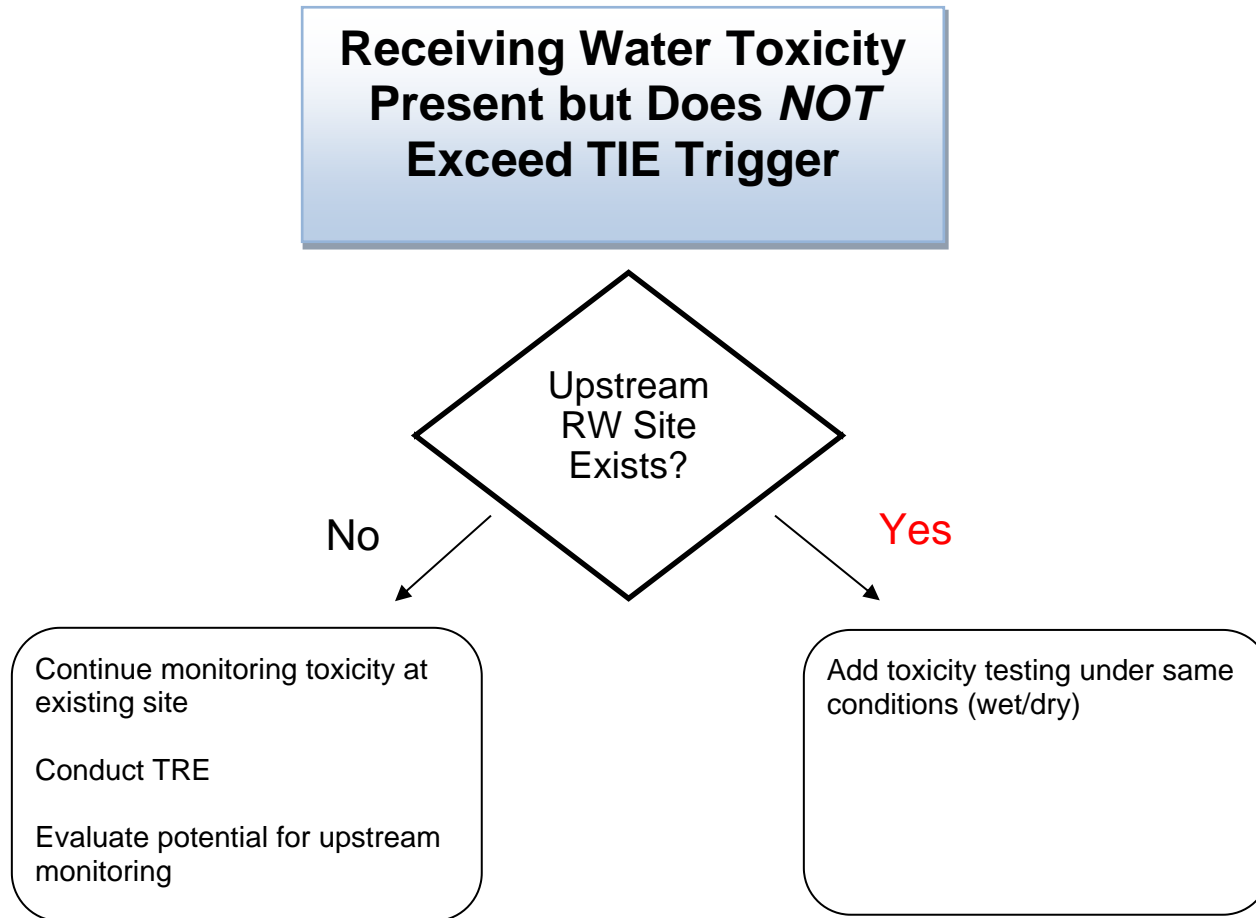 Receiving Water Toxicity
Present but Does NOT
Exceed TIE Trigger
Upstream
RW Site
Exists?
No
Yes
Continue monitoring toxicity at
existing site
Conduct TRE
Evaluate potential for upstream
monitoring
Add toxicity testing under same
conditions (wet/dry)